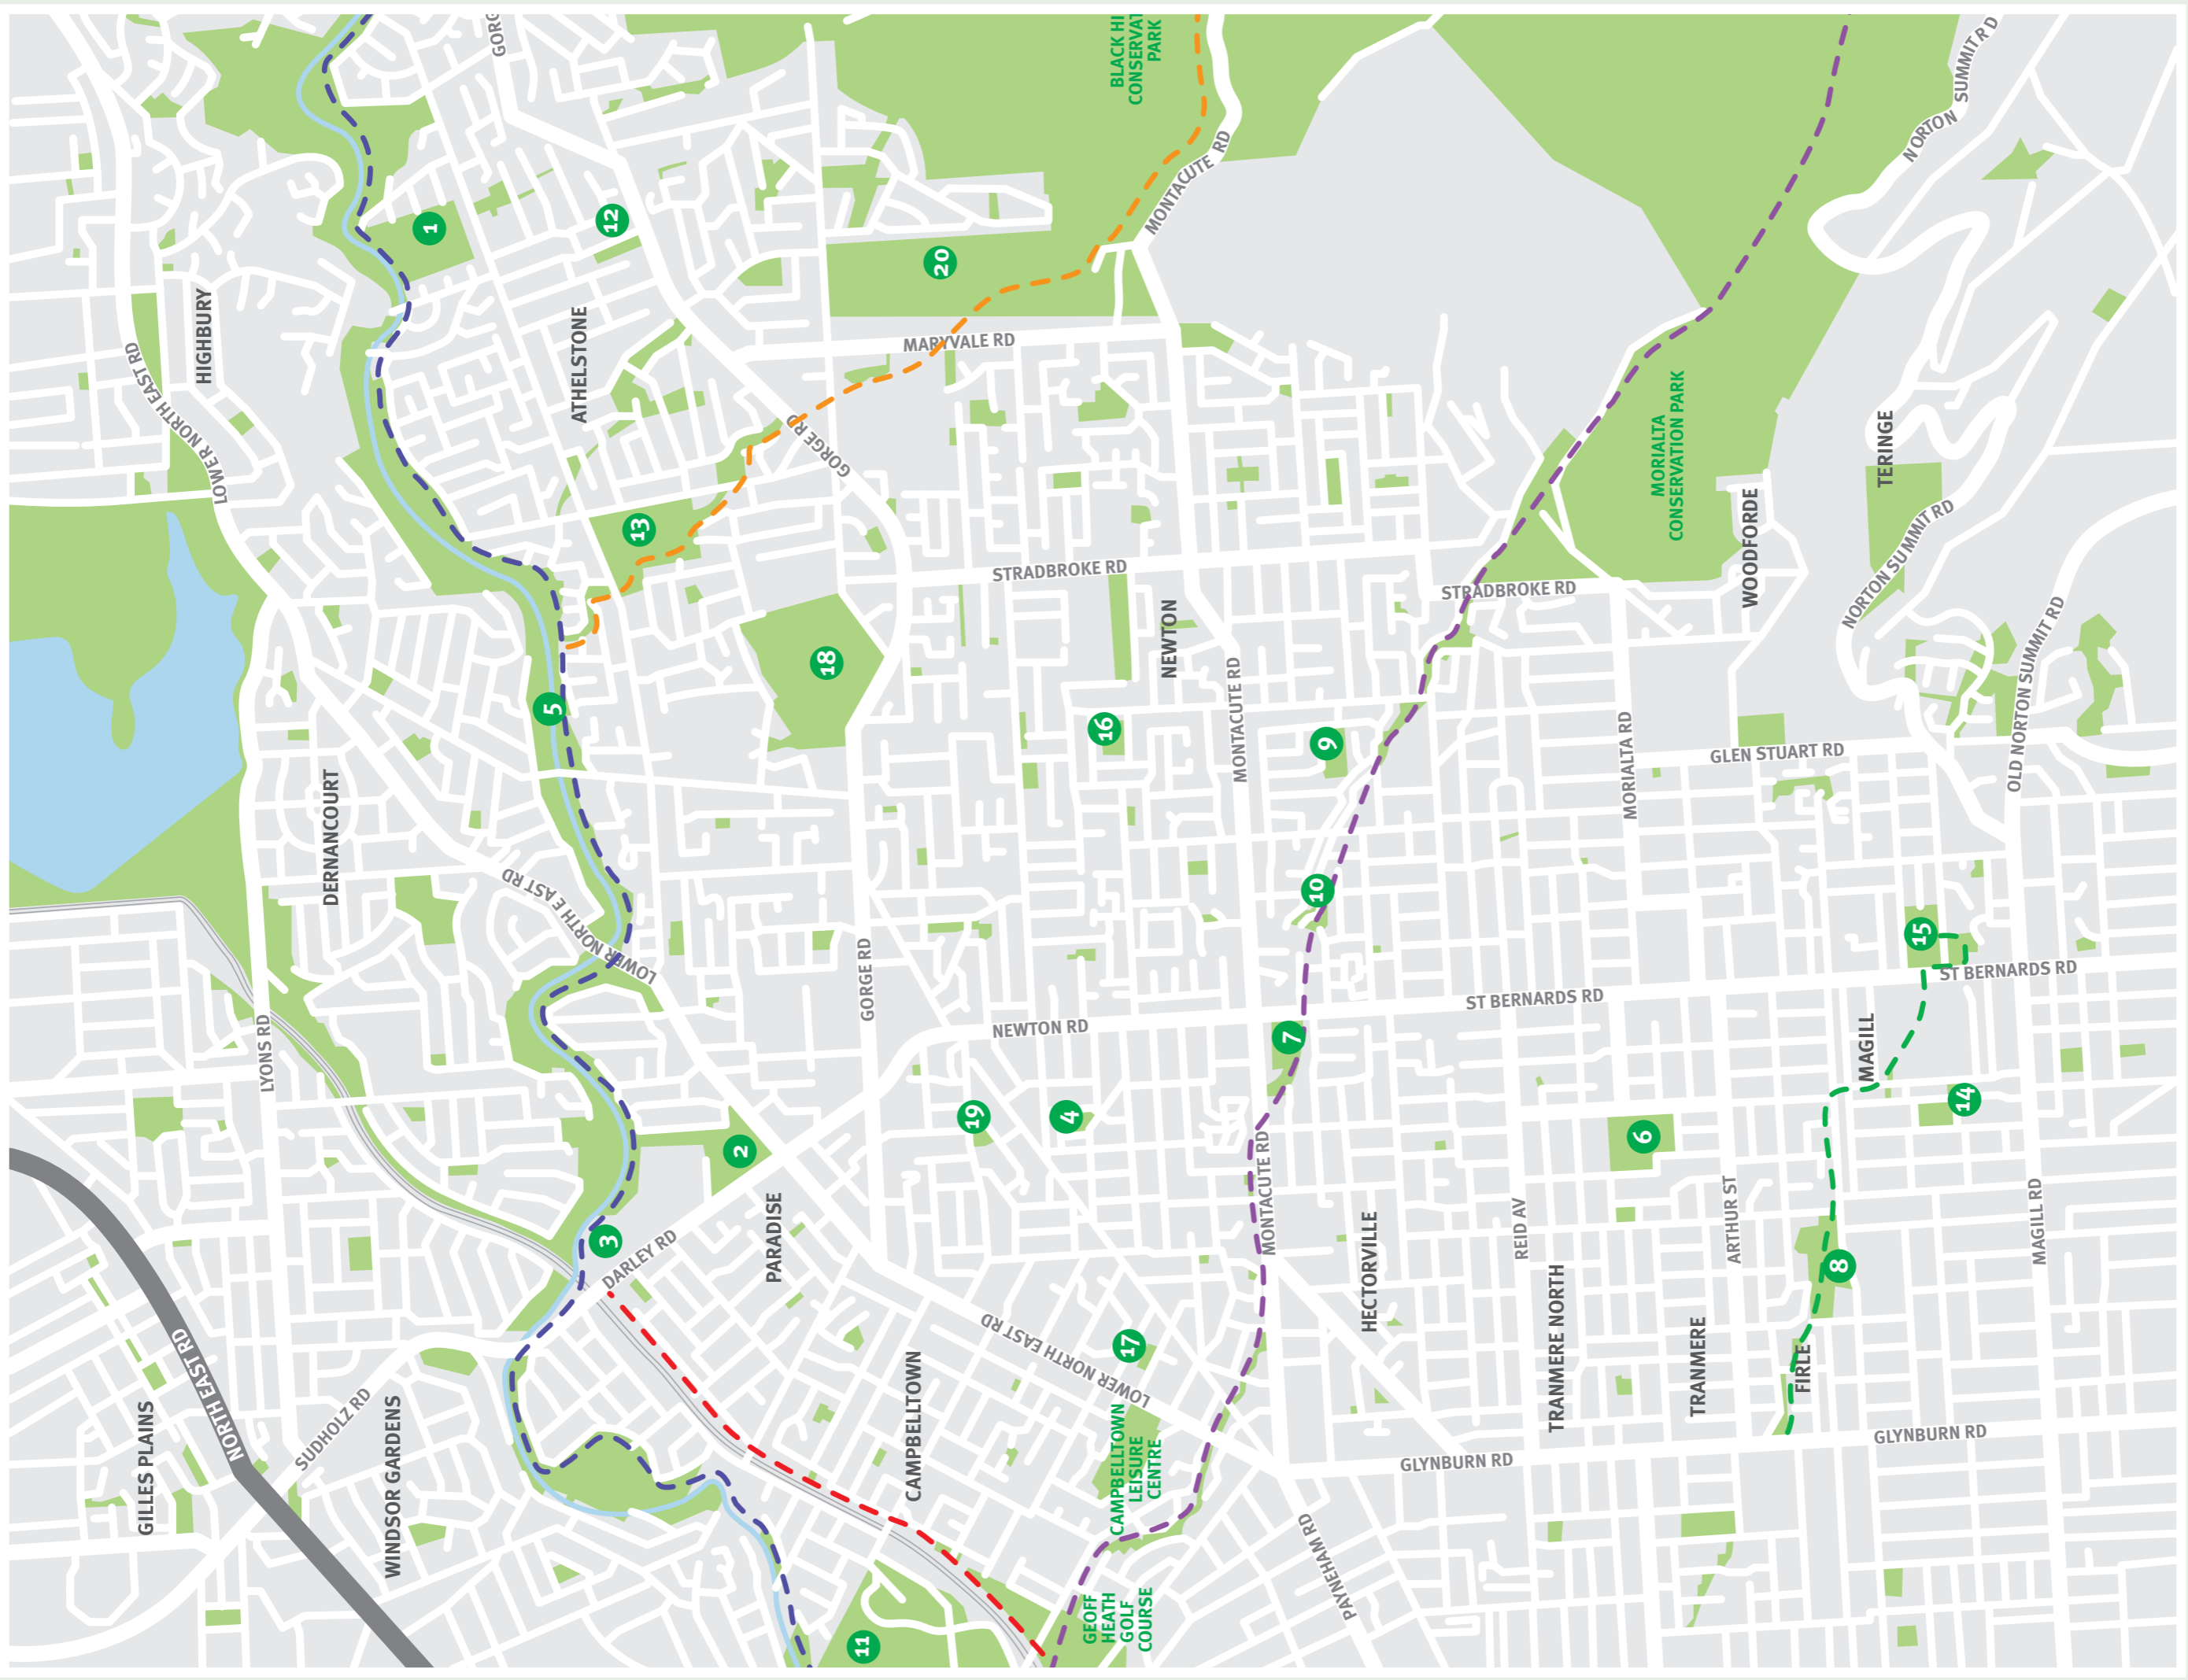 GORG
BLACK HI
CONSERVAT
PARK
NORTON
SUMMIT RD
MONTACUTE RD
1
12
20
HIGHBURY
LOWER NORTH EAST RD
ATHELSTONE
MARYVALE RD
GORGE RD
MORIALTA
CONSERVATION PARK
TERINGE
13
STRADBROKE RD
STRADBROKE RD
WOODFORDE
NORTON SUMMIT RD
OLD NORTON SUMMIT RD
18
NEWTON
5
16
9
MONTACUTE RD
MORIALTA RD
GLEN STUART RD
DERNANCOURT
LOWER NORTH EAST RD
10
15
GORGE RD
ST BERNARDS RD
ST BERNARDS RD
NEWTON RD
LYONS RD
7
MAGILL
19
4
14
2
6
MONTACUTE RD
PARADISE
3
DARLEY RD
HECTORVILLE
REID AV
ARTHUR ST
MAGILL RD
8
LOWER NORTH EAST RD
17
NORTH EAST RD
SUDHOLZ RD
TRANMERE NORTH
TRANMERE
FIRLE
GILLES PLAINS
WINDSOR GARDENS
CAMPBELLTOWN
CAMPBELLTOWN
LEISURE
CENTRE
GLYNBURN RD
GLYNBURN RD
PAYNEHAM RD
11
GEOFF
HEATH
GOLF
COURSE